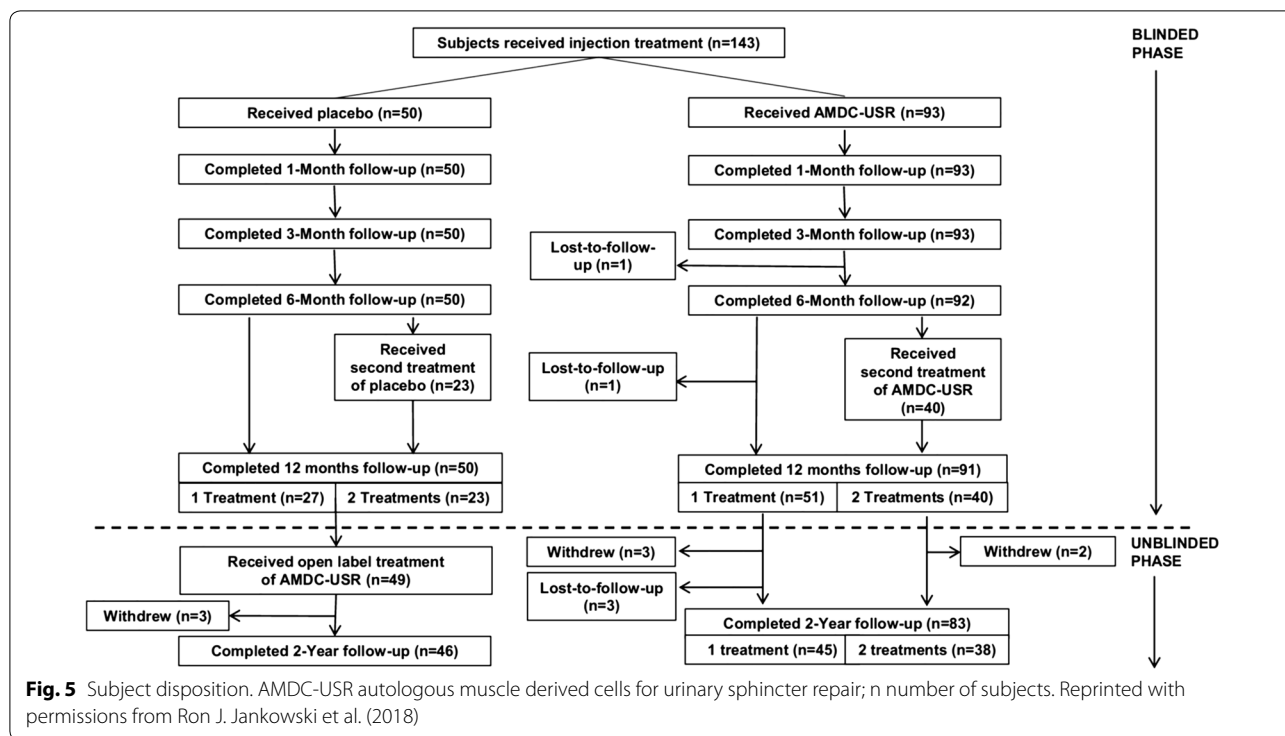 Subjects received injection treatment (n=143)
BLINDED
PHASE
Received placebo (n=50)
Received AMDC-USR (n=93)
Completed 1-Month follow-up (n=50)
Completed 1-Month follow-up (n=93)
Completed 3-Month follow-up (n=50)
Completed 3-Month follow-up (n=93)
Lost-to-follow-
up (n=1)
Completed 6-Month follow-up (n=50)
Completed 6-Month follow-up (n=92)
Received
second treatment
of placebo (n=23)
Lost-to-follow-up
(n=1)
Received
second treatment
of AMDC-USR
(n=40)
Completed 12 months follow-up (n=50)
1 Treatment (n=27)
2 Treatments (n=23)
Completed 12 months follow-up (n=91)
1 Treatment (n=51)
2 Treatments (n=40)
UNBLINDED
PHASE
Received open label treatment
of AMDC-USR (n=49)
Withdrew (n=3)
Withdrew (n=2)
Lost-to-follow-up
(n=3)
Withdrew (n=3)
Completed 2-Year follow-up (n=46)
Completed 2-Year follow-up (n=83)
1 treatment (n=45)
2 treatments (n=38)
Fig. 5 Subject disposition. AMDC-USR autologous muscle derived cells for urinary sphincter repair; n number of subjects. Reprinted with
permissions from Ron J. Jankowski et al. (2018)